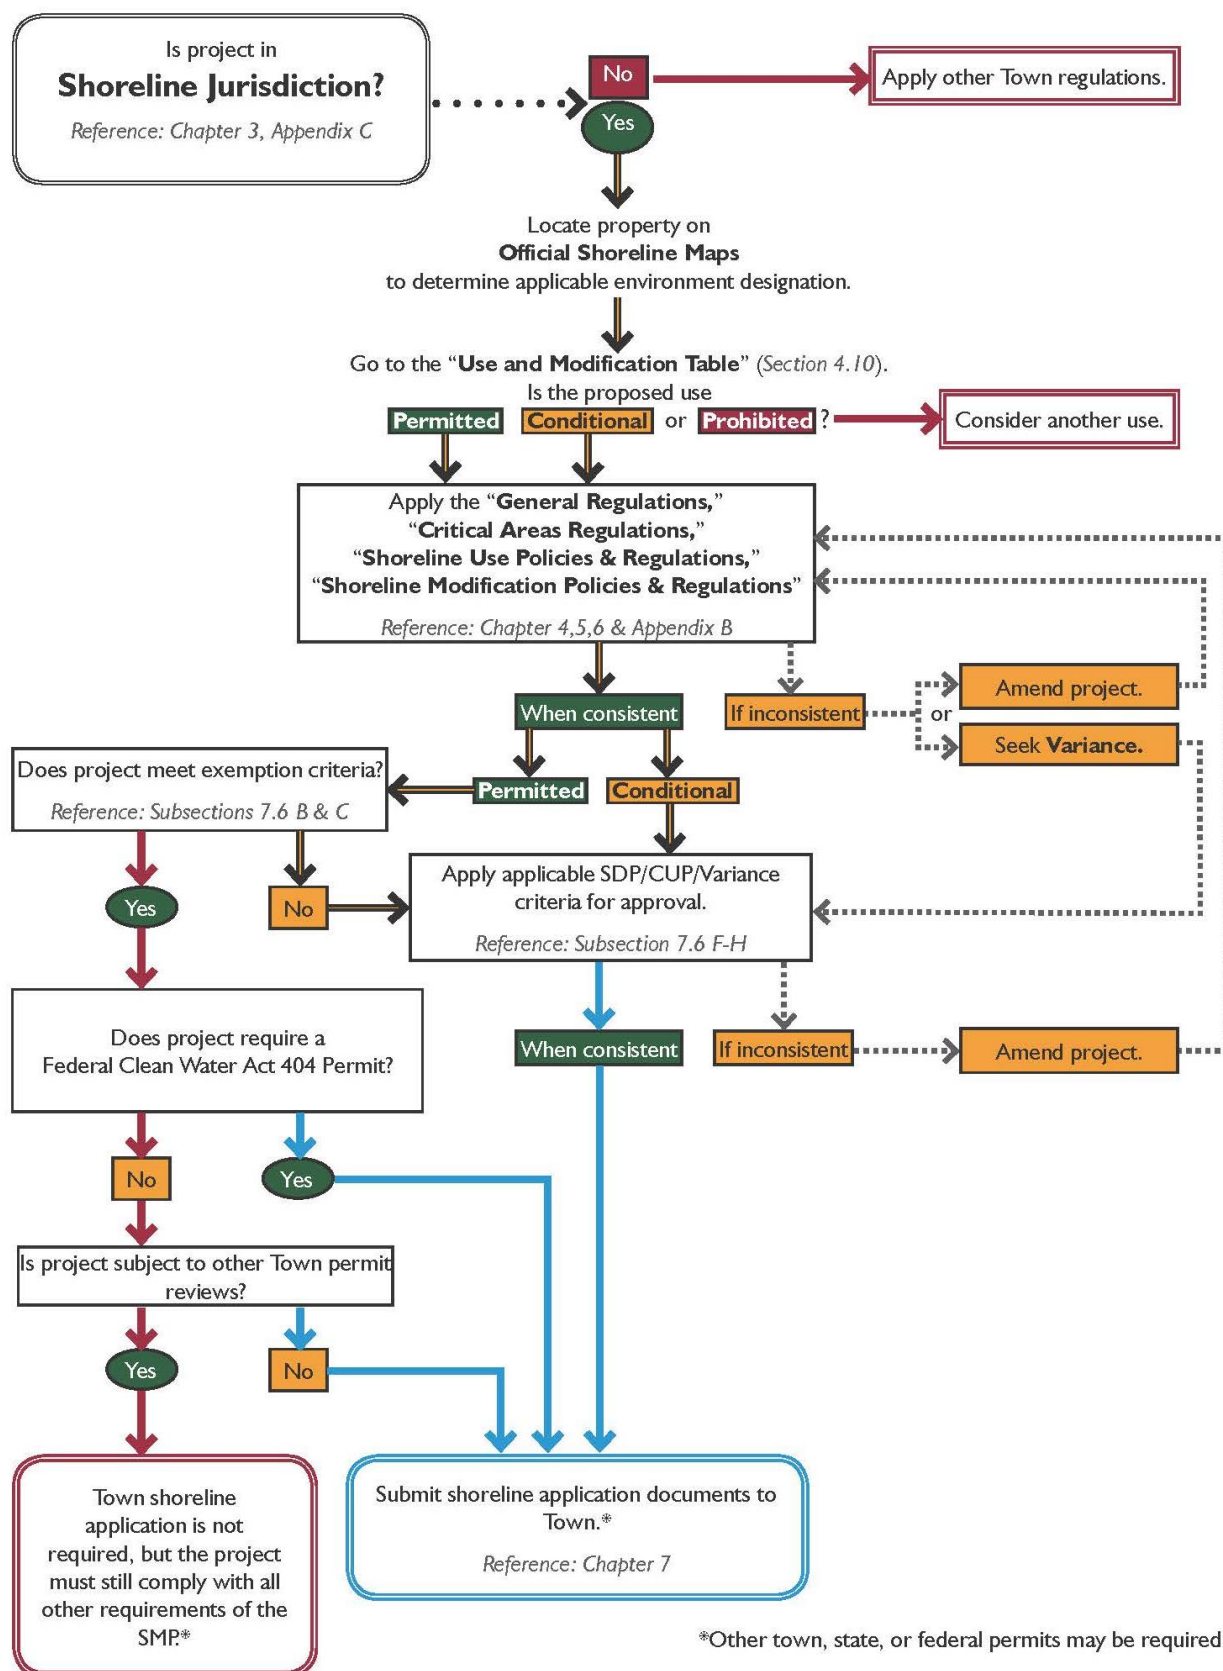 Is project in
Shoreline Jurisdiction?
Reference: Chapter 3, Appendix C
No
Yes
Apply other Town regulations.
Locate property on
Official Shoreline Maps
to determine applicable environment designation.
Go to the “Use and Modification Table” (Section 4.10).
Is the proposed use
Permitted Conditional or Prohibited ?
Consider another use.
Apply the “General Regulations,”
“Critical Areas Regulations,”
“Shoreline Use Policies & Regulations,”
“Shoreline Modification Policies & Regulations”
Reference: Chapter 4,5,6 & Appendix B
When consistent
If inconsistent
Amend project.
or
Seek Variance.
Does project meet exemption criteria?
Reference: Subsections 7.6 B & C
Permitted
Conditional
Yes
No
Apply applicable SDP/CUP/Variance
criteria for approval.
Reference: Subsection 7.6 F-H
Does project require a
Federal Clean Water Act 404 Permit?
When consistent
If inconsistent
Amend project.
No
Yes
Is project subject to other Town permit
reviews?
Yes
No
Town shoreline
application is not
required, but the project
must still comply with all
other requirements of the
SMP.*
Submit shoreline application documents to
Town.*
Reference: Chapter 7
*Other town, state, or federal permits may be required